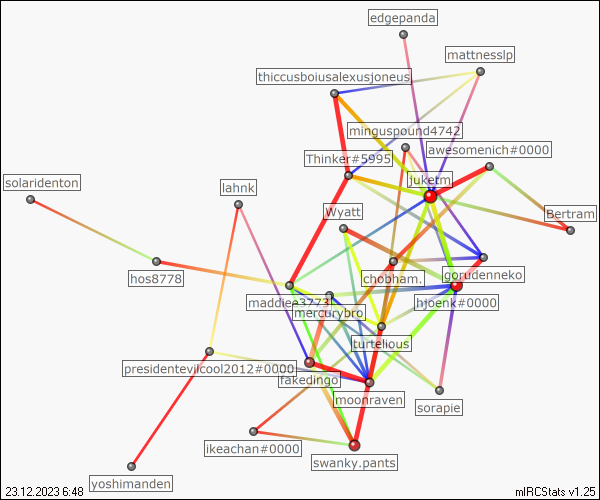 edgepanda
mattnesslp
thiccusboiusalexusjoneus
minguspound4742
awesomenich#0000
Thinker#5995
juketm
solaridenton
lahnk
Wyatt
Bertram
hos8778
chobham.
gorddenneko
maddiee3773
mercurybro
hjoenk#0000
turtelious
presidentevilcool2012#0000
fakedingo
moonraven
sorapie
ikeachan#0000
swanky.pants
yoshimanden
23.12.2023 6:48
mIRCStats v1.25